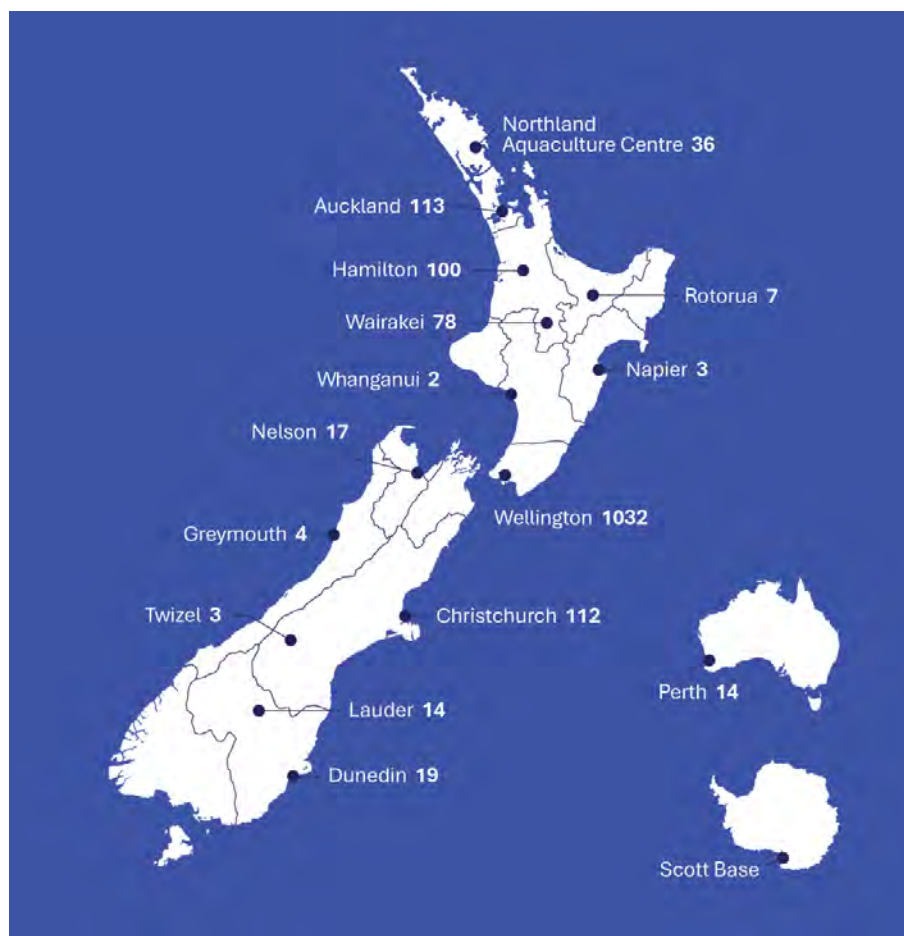 Northland
Aquaculture Centre 36
Auckland 113
Hamilton 100
Rotorua 7
Wairakei 78
Napier 3
Whanganui 2
Nelson 17
Wellington 1032
Greymouth 4
Twizel 3
Christchurch 112
Perth 14
Lauder 14
Dunedin 19
Scott Base